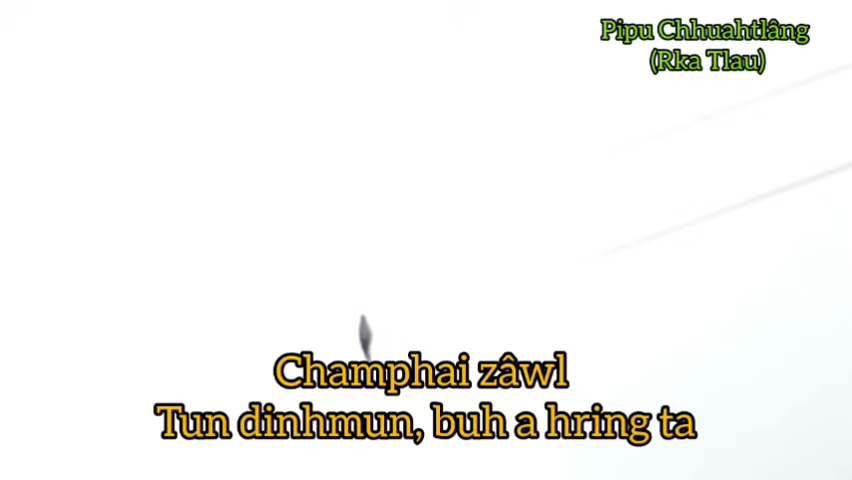 Pipu Chhuahtlâng
(Rka Tlau)
Champhai zâwl
Tun dinhmun, buh a hring ta